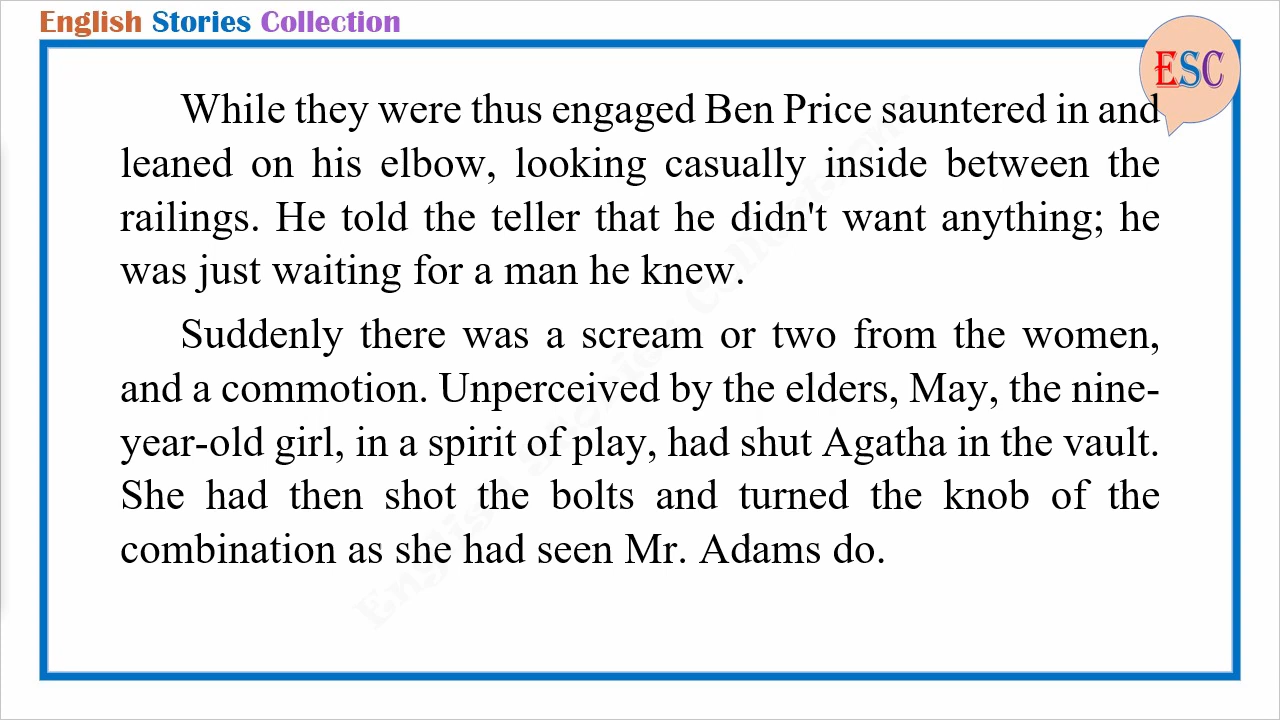 English Stories Collection
ESC
While they were thus engaged Ben Price sauntered in and
leaned on his elbow, looking casually inside between the
railings. He told the teller that he didn't want anything; he
was just waiting for a man he knew.
Suddenly there was a scream or two from the women,
and a commotion. Unperceived by the elders, May, the nine-
year-old girl, in a spirit of play, had shut Agatha in the vault.
She had then shot the bolts and turned the knob of the
combination as she had seen Mr. Adams do.
English Stories Collection